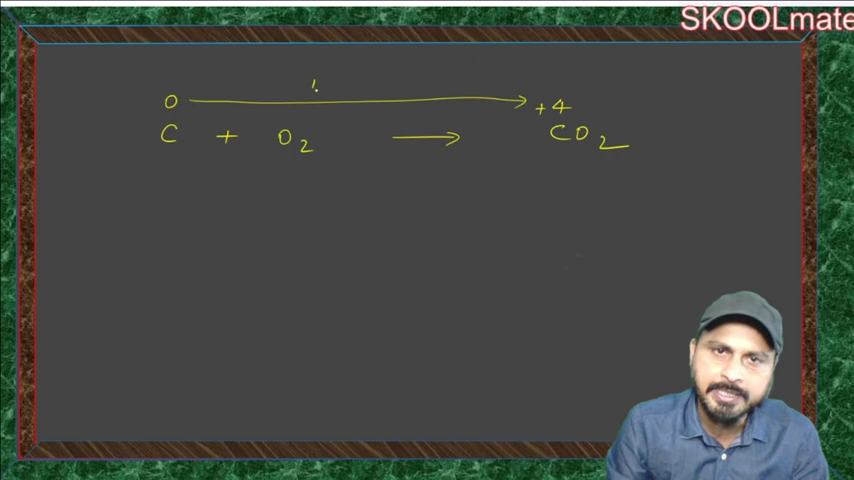 SKOOLmate
0 → +4
C + O2 → CO2